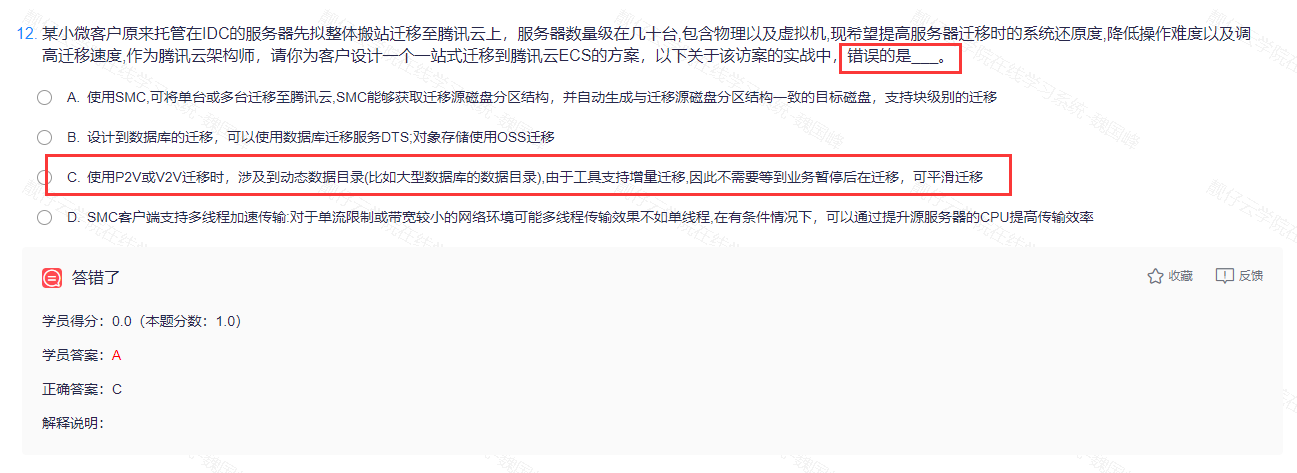 12. 某小微客户原来托管在IDC的服务器先拟整体搬站迁移至腾讯云上，服务器数量级在几十台,包含物理以及虚拟机,现希望提高服务器迁移时的系统还原度,降低操作难度以及调
高迁移速度,作为腾讯云架构师，请你为客户设计一个一站式迁移到腾讯云ECS的方案，以下关于该访案的实战中，错误的是___。
A. 使用SMC,可将单台或多台迁移至腾讯云,SMC能够获取迁移源磁盘分区结构，并自动生成与迁移源磁盘分区结构一致的目标磁盘，支持块级别的迁移
B. 设计到数据库的迁移，可以使用数据库迁移服务DTS;对象存储使用OSS迁移
C. 使用P2V或V2V迁移时，涉及到动态数据目录(比如大型数据库的数据目录),由于工具支持增量迁移,因此不需要等到业务暂停后在迁移，可平滑迁移
D. SMC客户端支持多线程加速传输:对于单流限制或带宽较小的网络环境可能多线程传输效果不如单线程,在有条件情况下，可以通过提升源服务器的CPU提高传输效率
答错了
收藏
反馈
学员得分：0.0（本题分数：1.0）
学员答案：A
正确答案：C
解释说明：